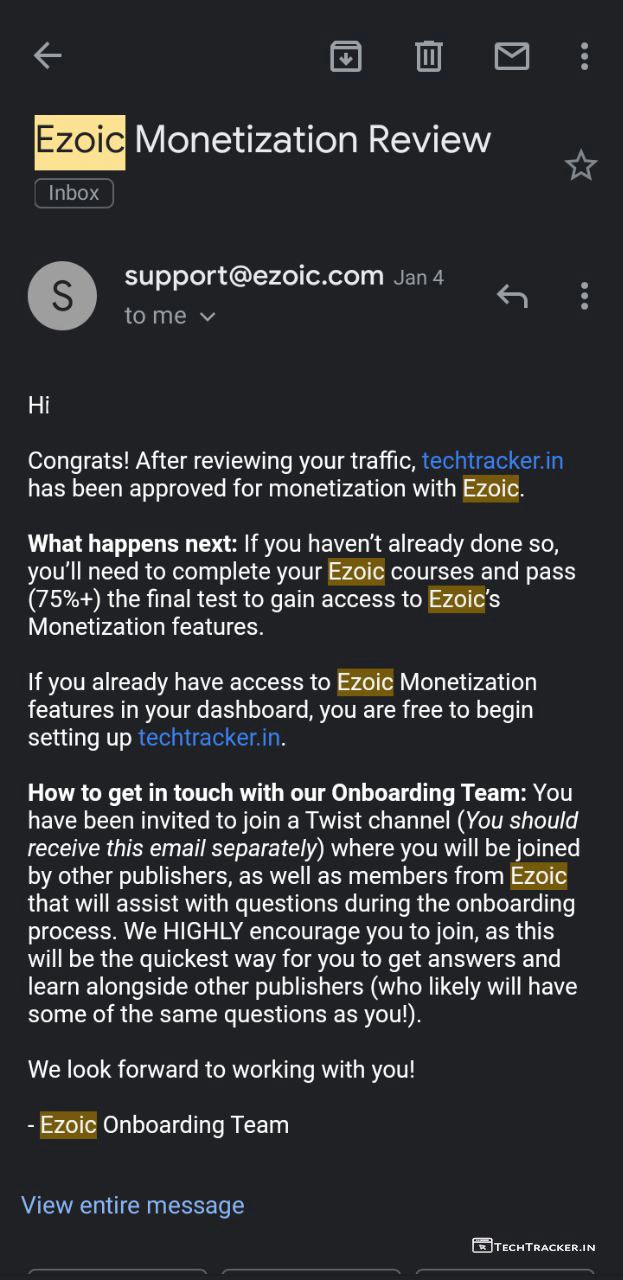 Ezoic Monetization Review
Inbox
S
support@ezoic.com Jan 4
to me
Hi
Congrats! After reviewing your traffic, techtracker.in
has been approved for monetization with Ezoic.
What happens next: If you haven’t already done so,
you’ll need to complete your Ezoic courses and pass
(75%+) the final test to gain access to Ezoic’s
Monetization features.
If you already have access to Ezoic Monetization
features in your dashboard, you are free to begin
setting up techtracker.in.
How to get in touch with our Onboarding Team: You
have been invited to join a Twist channel (You should
receive this email separately) where you will be joined
by other publishers, as well as members from Ezoic
that will assist with questions during the onboarding
process. We HIGHLY encourage you to join, as this
will be the quickest way for you to get answers and
learn alongside other publishers (who likely will have
some of the same questions as you!).
We look forward to working with you!
- Ezoic Onboarding Team
View entire message
TECHTRACKER.IN